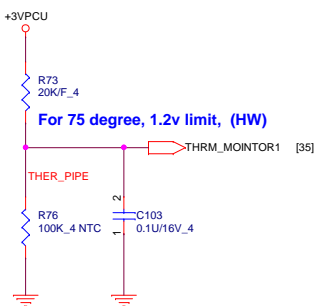 +3VPCU
R73
20K/F_4
For 75 degree, 1.2v limit, (HW)
THRM_MOINTOR1 [35]
THER_PIPE
R76
100K_4 NTC
2
1
C103
0.1U/16V_4